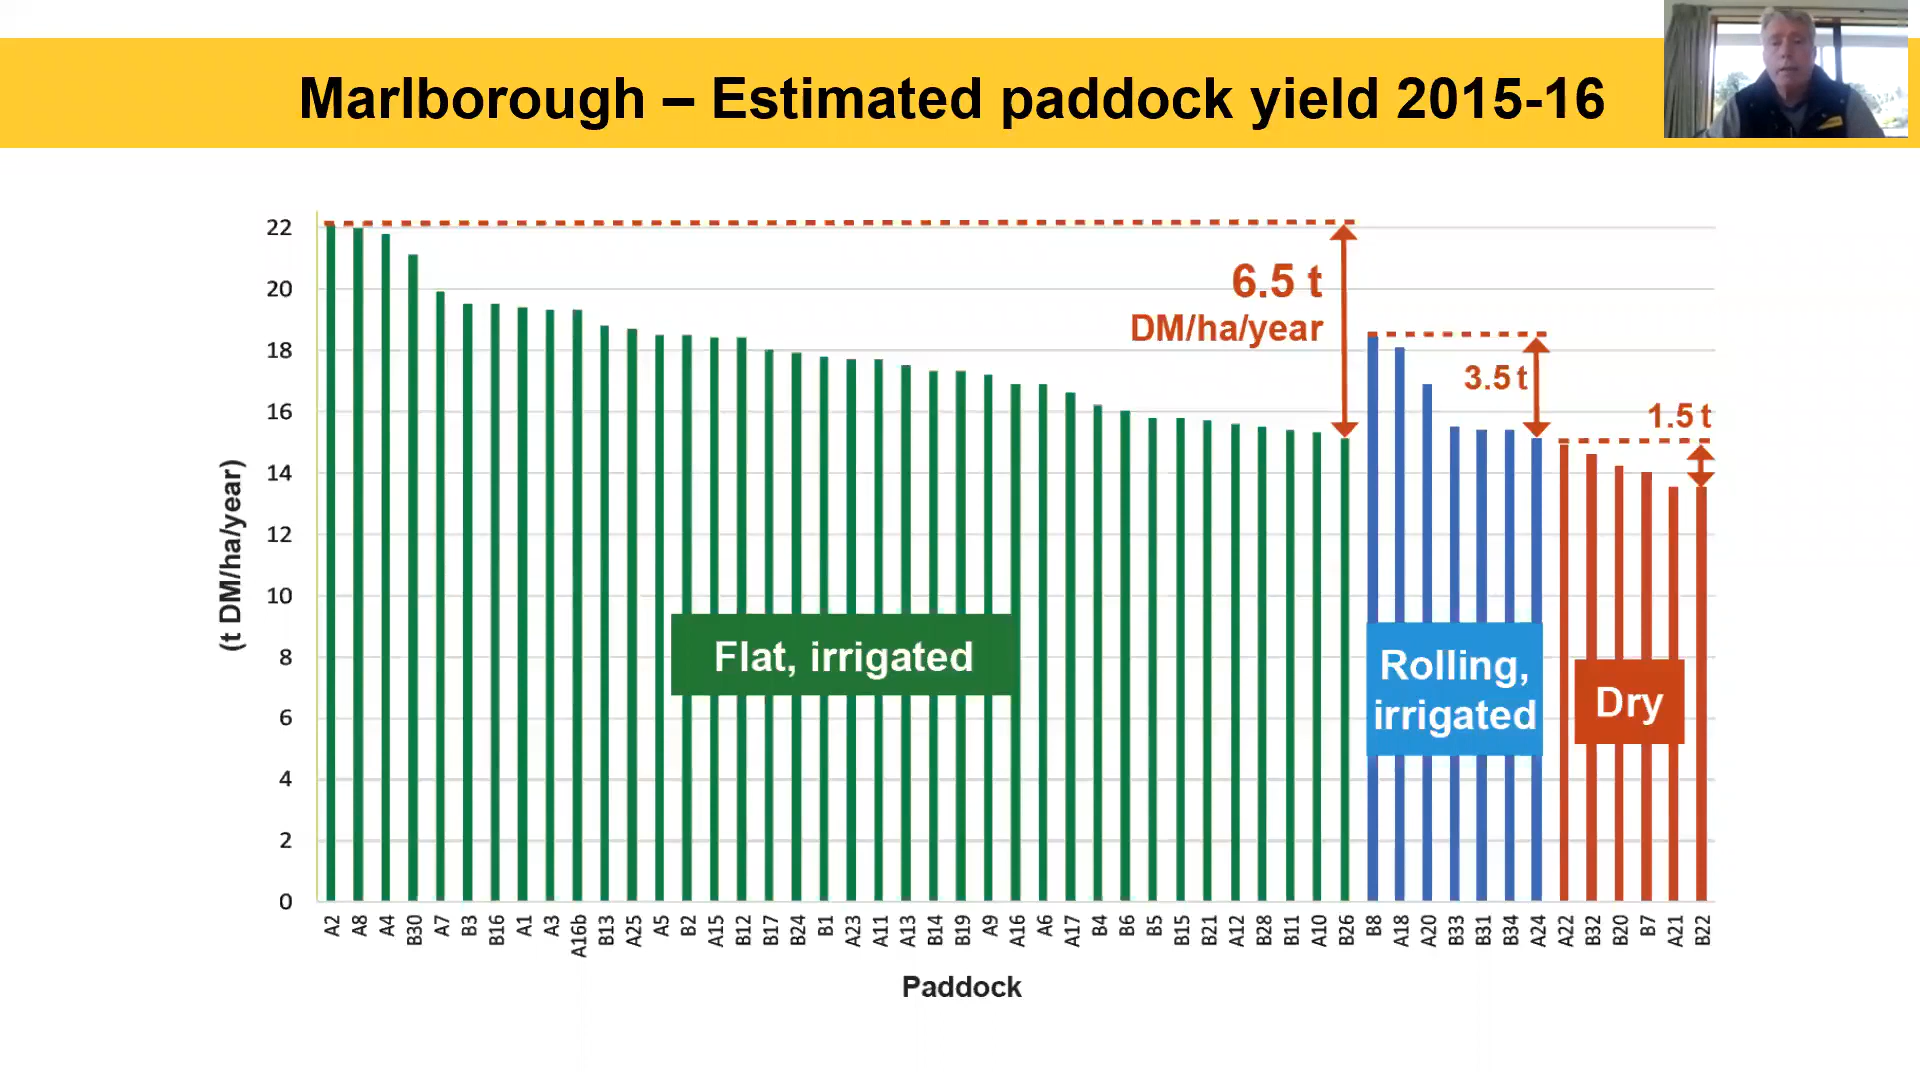 Marlborough – Estimated paddock yield 2015-16
22
20
18
16
14
12
10
8
6
4
2
0
(t DM/ha/year)
6.5 t
DM/ha/year
3.5 t
1.5 t
Flat, irrigated
Rolling,
irrigated
Dry
A2 A8 A4 B30 A7 B3 B16 A1 A3 A16b B13 A25 A5 B2 A15 B12 B17 B24 B1 A23 A11 A13 B14 B19 A9 A16 A6 A17 B4 B6 B5 B15 B21 A12 B28 B11 A10 B26 B8 A18 A20 B33 B31 B34 A24 A22 B32 B20 B7 A21 B22
Paddock